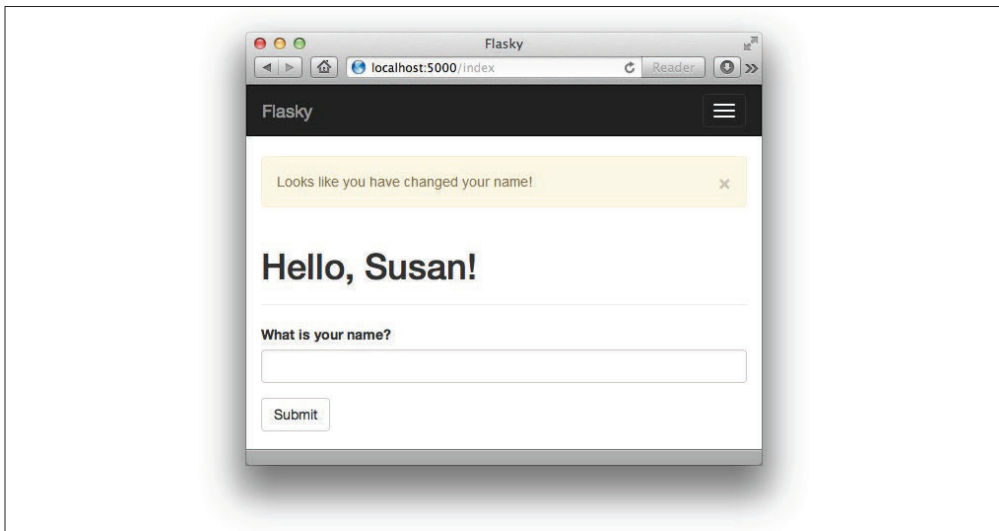 Flasky
localhost:5000/index
Reader
Flasky
Looks like you have changed your name!
×
Hello, Susan!
What is your name?
Submit